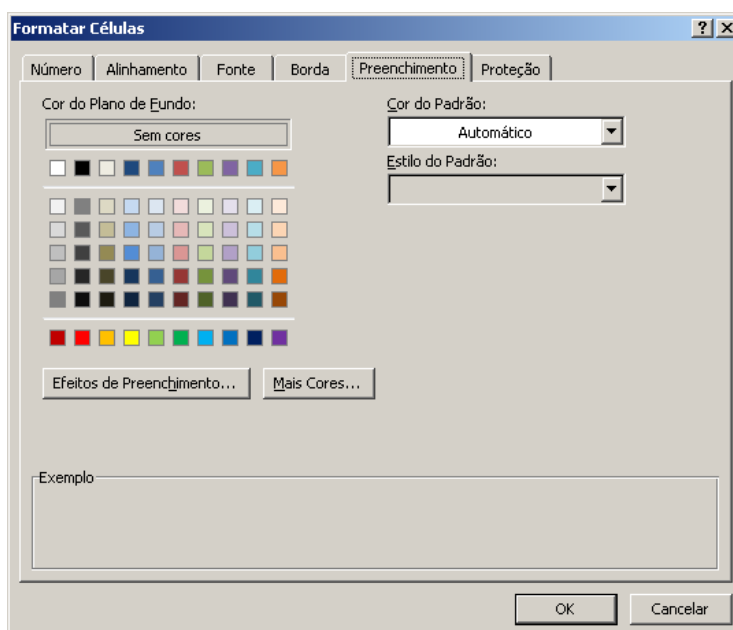 Formatar Células
Número Alinhamento Fonte Borda Preenchimento Proteção
Cor do Plano de Fundo:
Sem cores
Cor do Padrão:
Automático
Estilo do Padrão:
Efeitos de Preenchimento... Mais Cores...
Exemplo
OK Cancelar